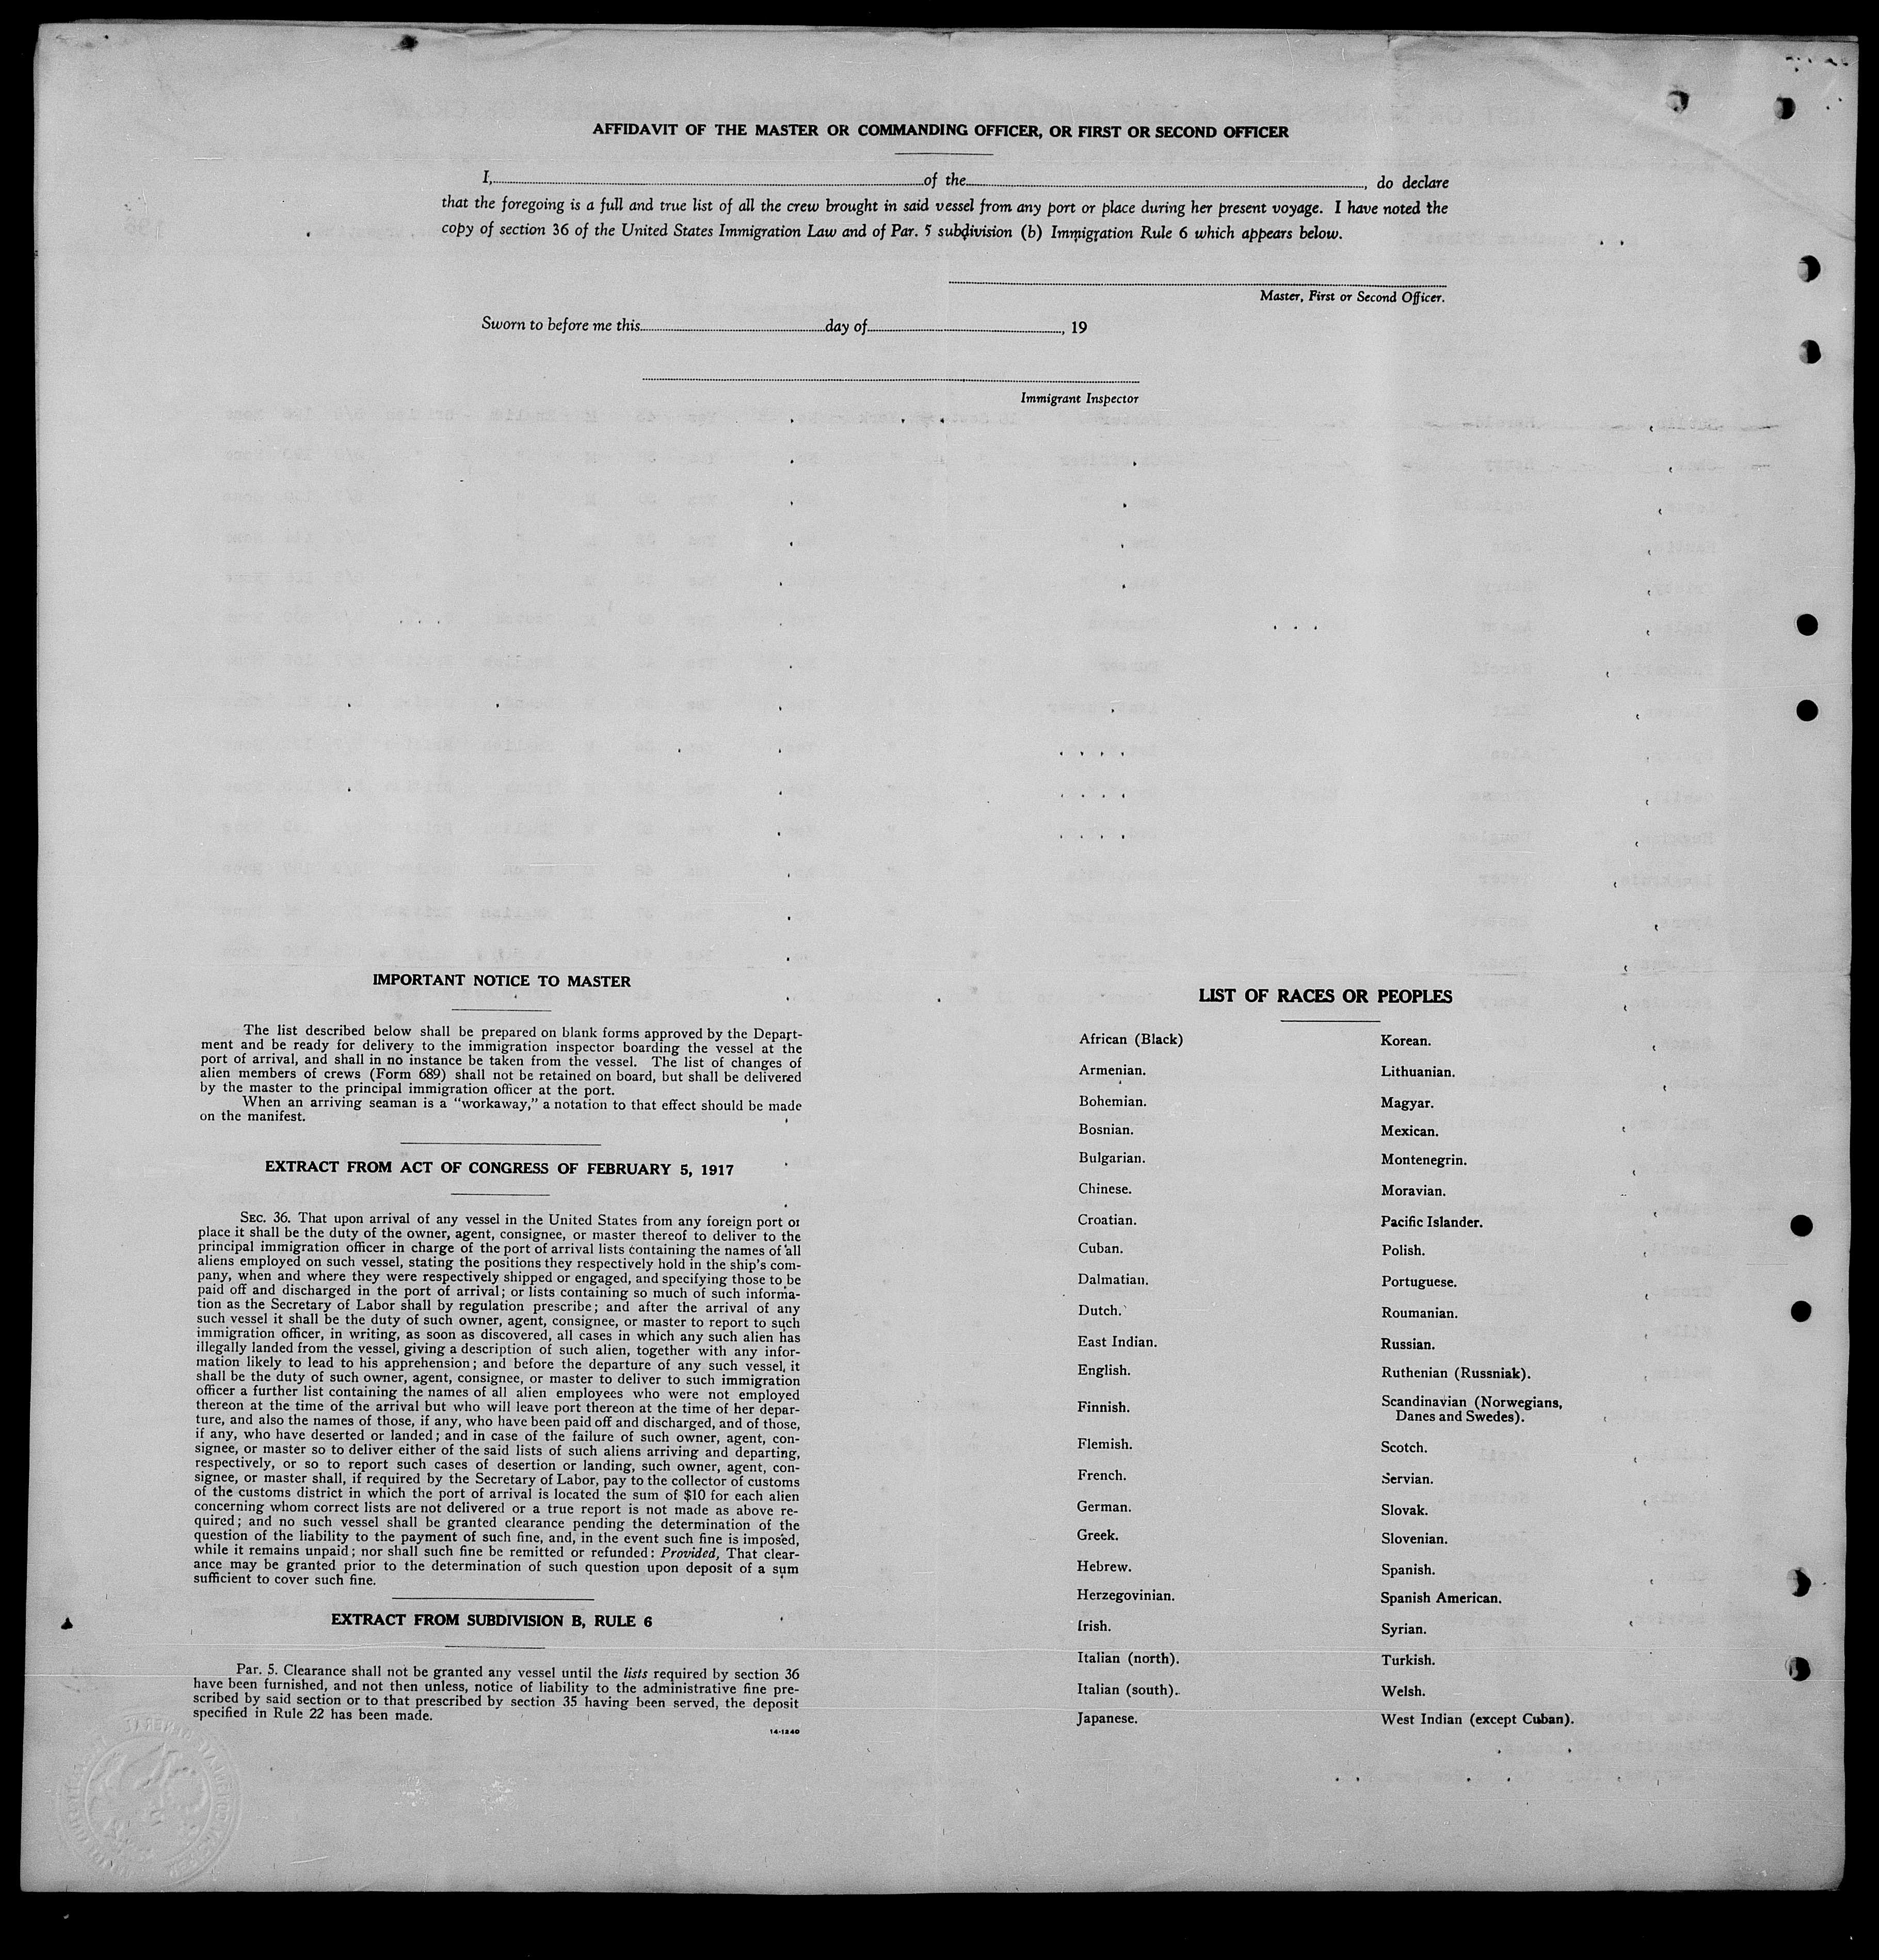 AFFIDAVIT OF THE MASTER OR COMMANDING OFFICER, OR FIRST OR SECOND OFFICER
I, of the , do declare
that the foregoing is a full and true list of all the crew brought in said vessel from any port or place during her present voyage. I have noted the
copy of section 36 of the United States Immigration Law and of Par. 5 subdivision (b) Immigration Rule 6 which appears below.
Master, First or Second Officer.
Sworn to before me this day of , 19
Immigrant Inspector
IMPORTANT NOTICE TO MASTER
The list described below shall be prepared on blank forms approved by the Depart-
ment and be ready for delivery to the immigration inspector boarding the vessel at the
port of arrival, and shall in no instance be taken from the vessel. The list of changes of
alien members of crews (Form 689) shall not be retained on board, but shall be delivered
by the master to the principal immigration officer at the port.
When an arriving seaman is a "workaway," a notation to that effect should be made
on the manifest.
EXTRACT FROM ACT OF CONGRESS OF FEBRUARY 5, 1917
SEC. 36. That upon arrival of any vessel in the United States from any foreign port or
place it shall be the duty of the owner, agent, consignee, or master thereof to deliver to the
principal immigration officer in charge of the port of arrival lists containing the names of all
aliens employed on such vessel, stating the positions they respectively hold in the ship's com-
pany, when and where they were respectively shipped or engaged, and specifying those to be
paid off and discharged in the port of arrival; or lists containing so much of such informa-
tion as the Secretary of Labor shall by regulation prescribe; and after the arrival of any
such vessel it shall be the duty of such owner, agent, consignee, or master to report to such
immigration officer, in writing, as soon as discovered, all cases in which any such alien has
illegally landed from the vessel, giving a description of such alien, together with any infor-
mation likely to lead to his apprehension; and before the departure of any such vessel, it
shall be the duty of such owner, agent, consignee, or master to deliver to such immigration
officer a further list containing the names of all alien employees who were not employed
thereon at the time of the arrival but who will leave port thereon at the time of her depar-
ture, and also the names of those, if any, who have been paid off and discharged, and of those,
if any, who have deserted or landed; and in case of the failure of such owner, agent, con-
signee, or master so to deliver either of the said lists of such aliens arriving and departing,
respectively, or so to report such cases of desertion or landing, such owner, agent, con-
signee, or master shall, if required by the Secretary of Labor, pay to the collector of customs
of the customs district in which the port of arrival is located the sum of $10 for each alien
concerning whom correct lists are not delivered or a true report is not made as above re-
quired; and no such vessel shall be granted clearance pending the determination of the
question of the liability to the payment of such fine, and, in the event such fine is imposed,
while it remains unpaid; nor shall such fine be remitted or refunded: Provided, That clear-
ance may be granted prior to the determination of such question upon deposit of a sum
sufficient to cover such fine.
EXTRACT FROM SUBDIVISION B, RULE 6
Par. 5. Clearance shall not be granted any vessel until the lists required by section 36
have been furnished, and not then unless, notice of liability to the administrative fine pre-
scribed by said section or to that prescribed by section 35 having been served, the deposit
specified in Rule 22 has been made.
14-1240
LIST OF RACES OR PEOPLES
African (Black)
Armenian.
Bohemian.
Bosnian.
Bulgarian.
Chinese.
Croatian.
Cuban.
Dalmatian.
Dutch.
East Indian.
English.
Finnish.
Flemish.
French.
German.
Greek.
Hebrew.
Herzegovinian.
Irish.
Italian (north).
Italian (south).
Japanese.
Korean.
Lithuanian.
Magyar.
Mexican.
Montenegrin.
Moravian.
Pacific Islander.
Polish.
Portuguese.
Roumanian.
Russian.
Ruthenian (Russniak).
Scandinavian (Norwegians,
Danes and Swedes).
Scotch.
Servian.
Slovak.
Slovenian.
Spanish.
Spanish American.
Syrian.
Turkish.
Welsh.
West Indian (except Cuban).